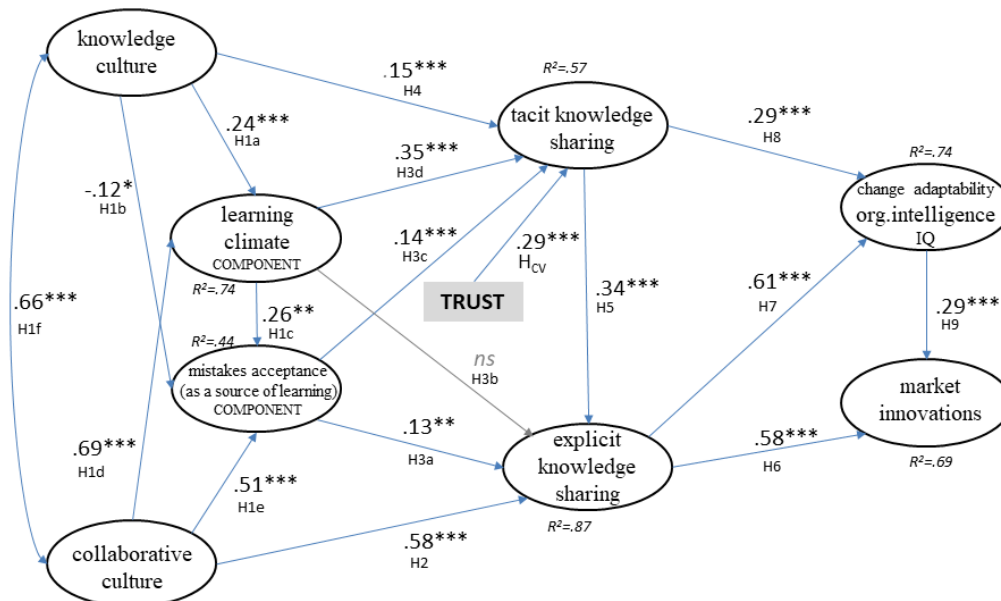 knowledge
culture
.15***
H4
R²=.57
tacit knowledge
sharing
.29***
H8
R²=.74
change adaptability
org.intelligence
IQ
.24***
H1a
-.12*
H1b
.35***
H3d
learning
climate
COMPONENT
R²=.74
.14***
H3c
.29***
HCV
TRUST
.66***
H1f
.26**
H1c
.34***
H5
.61***
H7
.29***
H9
R²=.44
mistakes acceptance
(as a source of learning)
COMPONENT
ns
H3b
market
innovations
R²=.69
.69***
H1d
.13**
H3a
explicit
knowledge
sharing
R²=.87
.58***
H6
.51***
H1e
.58***
H2
collaborative
culture